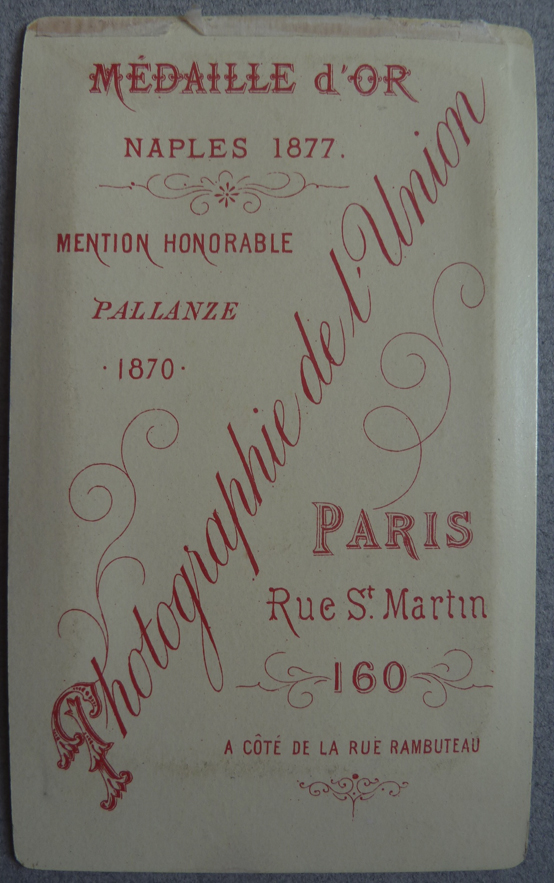 MÉDAILLE d'OR
NAPLES 1877.
MENTION HONORABLE
PALLANZE
·1870·
Photographie de l'Union
PARIS
Rue St. Martin
160
A CÔTÉ DE LA RUE RAMBUTEAU